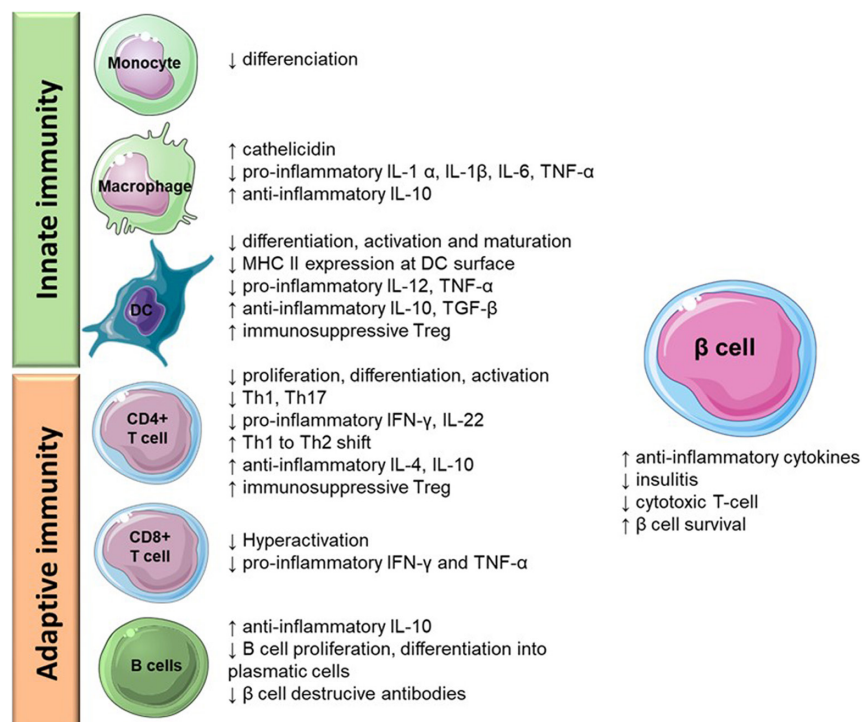 Innate immunity
Monocyte
↓ differenciation
Macrophage
↑ cathelicidin
↓ pro-inflammatory IL-1 α, IL-1β, IL-6, TNF-α
↑ anti-inflammatory IL-10
DC
↓ differentiation, activation and maturation
↓ MHC II expression at DC surface
↓ pro-inflammatory IL-12, TNF-α
↑ anti-inflammatory IL-10, TGF-β
↑ immunosuppressive Treg
Adaptive immunity
CD4+
T cell
↓ proliferation, differentiation, activation
↓ Th1, Th17
↓ pro-inflammatory IFN-γ, IL-22
↑ Th1 to Th2 shift
↑ anti-inflammatory IL-4, IL-10
↑ immunosuppressive Treg
CD8+
T cell
↓ Hyperactivation
↓ pro-inflammatory IFN-γ and TNF-α
B cells
↑ anti-inflammatory IL-10
↓ B cell proliferation, differentiation into
plasmatic cells
↓ β cell destrucive antibodies
β cell
↑ anti-inflammatory cytokines
↓ insulitis
↓ cytotoxic T-cell
↑ β cell survival